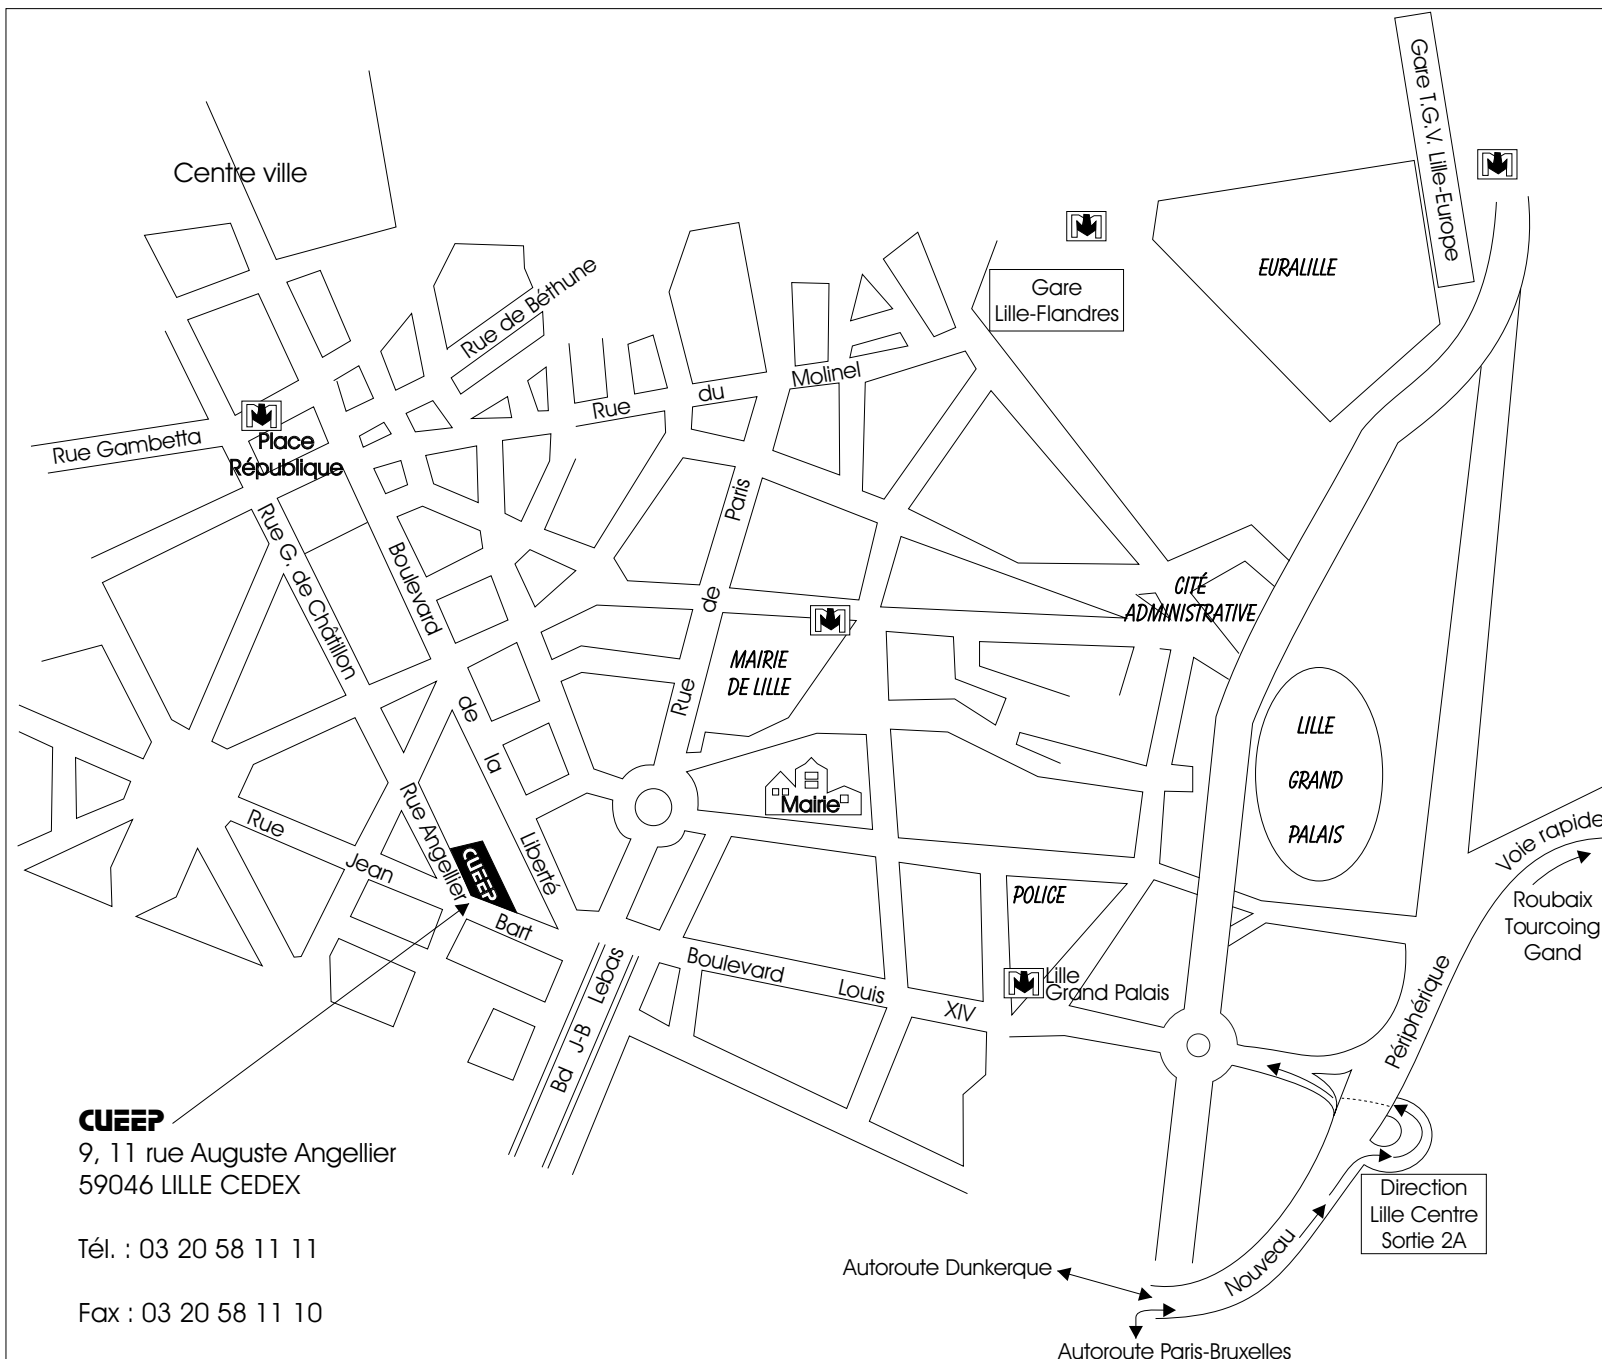 Centre ville
Gare T.G.V. Lille-Europe
EURALILLE
Gare
Lille-Flandres
Rue de Béthune
Rue du Molinel
Rue Gambetta
Place
République
Rue G. de Châtillon
Boulevard de la Liberté
Rue de Paris
CITÉ
ADMINISTRATIVE
MAIRIE
DE LILLE
LILLE
GRAND
PALAIS
Mairie
Rue Angellier
CUEEP
Rue Jean Bart
POLICE
Voie rapide
Roubaix
Tourcoing
Gand
Bd J-B Lebas
Boulevard Louis XIV
Lille
Grand Palais
Nouveau Périphérique
Direction
Lille Centre
Sortie 2A
CUEEP
9, 11 rue Auguste Angellier
59046 LILLE CEDEX
Tél. : 03 20 58 11 11
Fax : 03 20 58 11 10
Autoroute Dunkerque
Autoroute Paris-Bruxelles
M
M
M
M
M